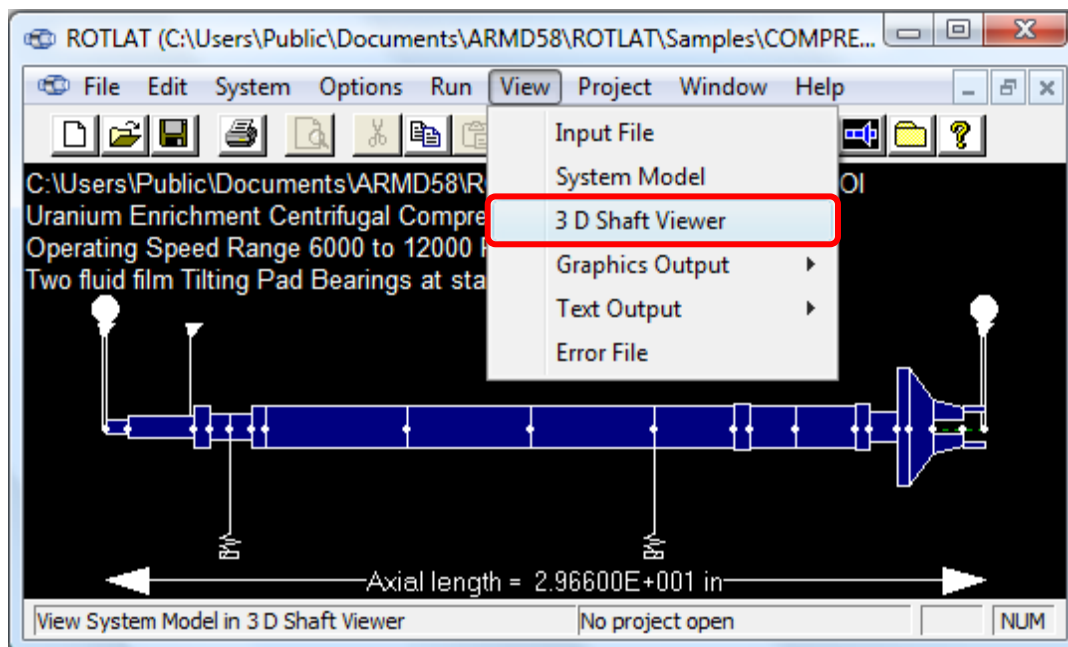 ROTLAT (C:\Users\Public\Documents\ARMD58\ROTLAT\Samples\COMPRE...
File Edit System Options Run View Project Window Help
Input File
System Model
3 D Shaft Viewer
Graphics Output
Text Output
Error File
C:\Users\Public\Documents\ARMD58\R OI
Uranium Enrichment Centrifugal Compre
Operating Speed Range 6000 to 12000
Two fluid film Tilting Pad Bearings at sta
Axial length = 2.96600E+001 in
View System Model in 3 D Shaft Viewer No project open NUM